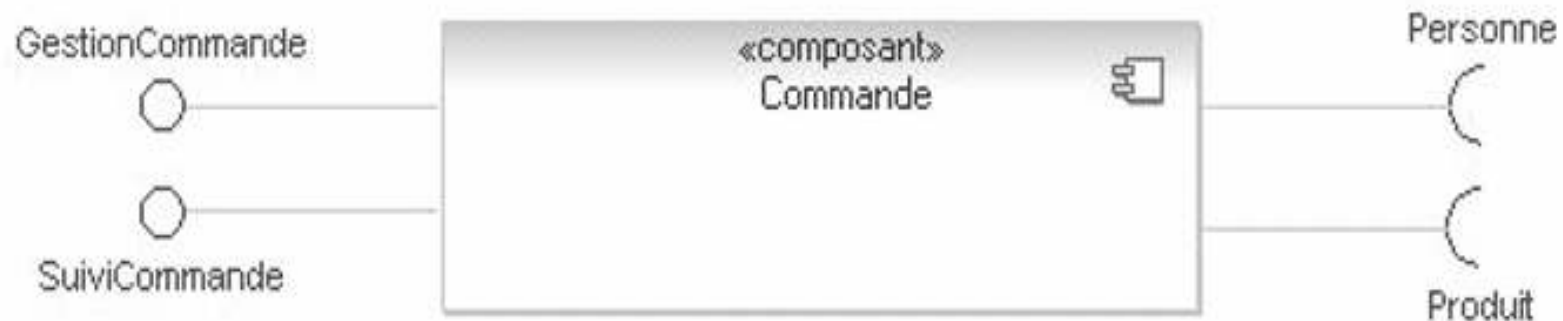 GestionCommande
«composant»
Commande
Personne
SuiviCommande
Produit